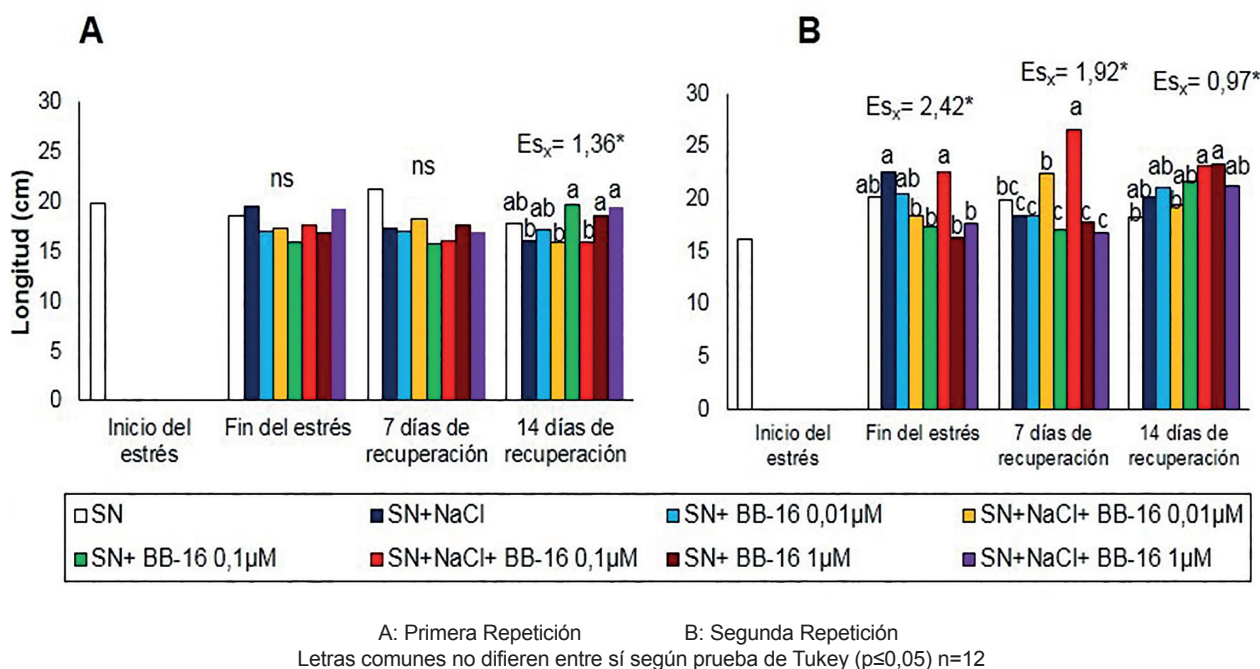 A
B
Longitud (cm)
30
25
20
15
10
5
0
ns
ns
Esx= 1,36*
ab ab b b a b a a
Inicio del estrés
Fin del estrés
7 días de recuperación
14 días de recuperación
30
25
20
15
10
5
0
Esx= 2,42*
Esx= 1,92*
Esx= 0,97*
ab a ab b b a b b
bc c c b c a c c
b ab ab b ab a a ab
Inicio del estrés
Fin del estrés
7 días de recuperación
14 días de recuperación
SN
SN+NaCl
SN+ BB-16 0,01µM
SN+NaCl+ BB-16 0,01µM
SN+ BB-16 0,1µM
SN+NaCl+ BB-16 0,1µM
SN+ BB-16 1µM
SN+NaCl+ BB-16 1µM
A: Primera Repetición B: Segunda Repetición
Letras comunes no difieren entre sí según prueba de Tukey (p≤0,05) n=12